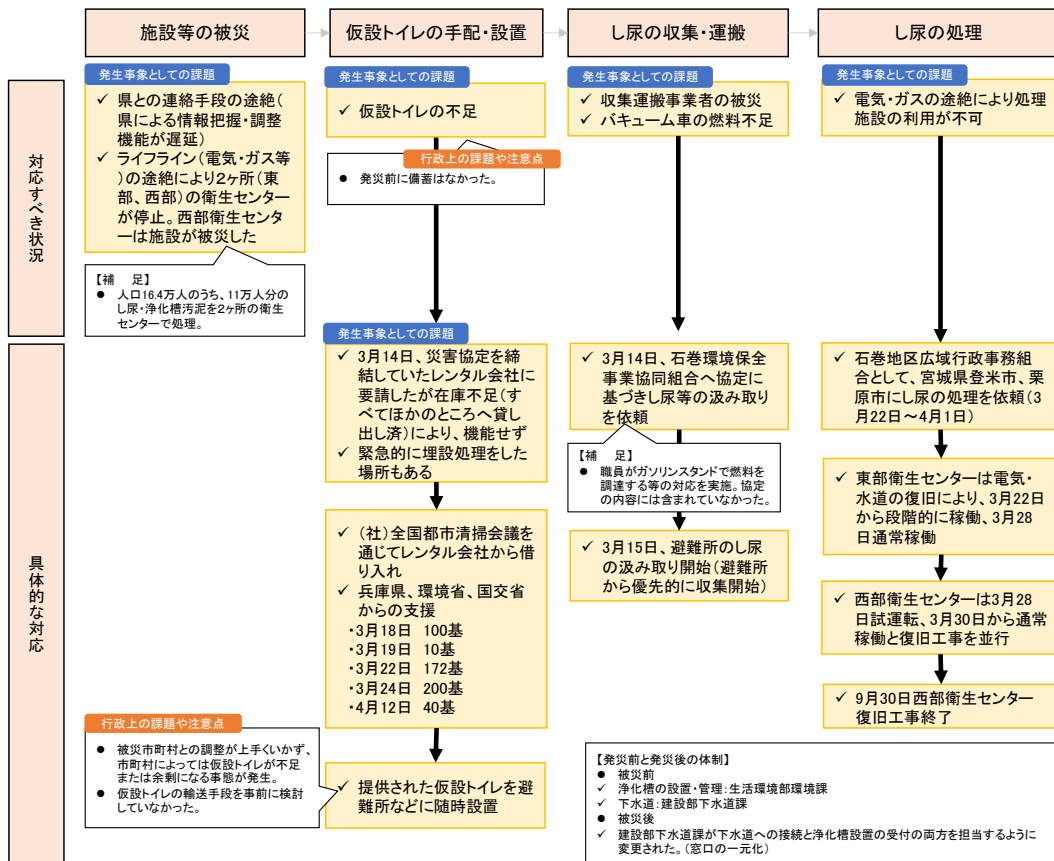 施設等の被災
仮設トイレの手配・設置
し尿の収集・運搬
し尿の処理
対応すべき状況
発生事象としての課題
✓ 県との連絡手段の途絶(
県による情報把握・調整
機能が遅延)
✓ ライフライン(電気・ガス等
)の途絶により2ヶ所(東
部、西部)の衛生センター
が停止。西部衛生センタ
ーは施設が被災した
【補　足】
● 人口16.4万人のうち、11万人分の
し尿・浄化槽汚泥を2ヶ所の衛生
センターで処理。
発生事象としての課題
✓ 仮設トイレの不足
行政上の課題や注意点
● 発災前に備蓄はなかった。
発生事象としての課題
✓ 収集運搬事業者の被災
✓ バキューム車の燃料不足
発生事象としての課題
✓ 電気・ガスの途絶により処理
施設の利用が不可
具体的な対応
発生事象としての課題
✓ 3月14日、災害協定を締
結していたレンタル会社に
要請したが在庫不足(す
べてほかのところへ貸し
出し済)により、機能せず
✓ 緊急的に埋設処理をした
場所もある
✓ (社)全国都市清掃会議を
通じてレンタル会社から借
り入れ
✓ 兵庫県、環境省、国交省
からの支援
・3月18日 100基
・3月19日 10基
・3月22日 172基
・3月24日 200基
・4月12日 40基
行政上の課題や注意点
● 被災市町村との調整が上手くいかず、
市町村によっては仮設トイレが不足
または余剰になる事態が発生。
● 仮設トイレの輸送手段を事前に検討
していなかった。
✓ 提供された仮設トイレを避
難所などに随時設置
✓ 3月14日、石巻環境保全
事業協同組合へ協定に
基づきし尿等の汲み取り
を依頼
【補　足】
● 職員がガソリンスタンドで燃料を
調達する等の対応を実施。協定
の内容には含まれていなかった。
✓ 3月15日、避難所のし尿
の汲み取り開始(避難所
から優先的に収集開始)
✓ 石巻地区広域行政事務組
合として、宮城県登米市、栗
原市にし尿の処理を依頼(3
月22日～4月1日)
✓ 東部衛生センターは電気・
水道の復旧により、3月22日
から段階的に稼働、3月28
日通常稼働
✓ 西部衛生センターは3月28
日試運転、3月30日から通常
稼働と復旧工事を並行
✓ 9月30日西部衛生センター
復旧工事終了
【発災前と発災後の体制】
● 被災前
✓ 浄化槽の設置・管理:生活環境部環境課
✓ 下水道:建設部下水道課
● 被災後
✓ 建設部下水道課が下水道への接続と浄化槽設置の受付の両方を担当するように
変更された。(窓口の一元化)